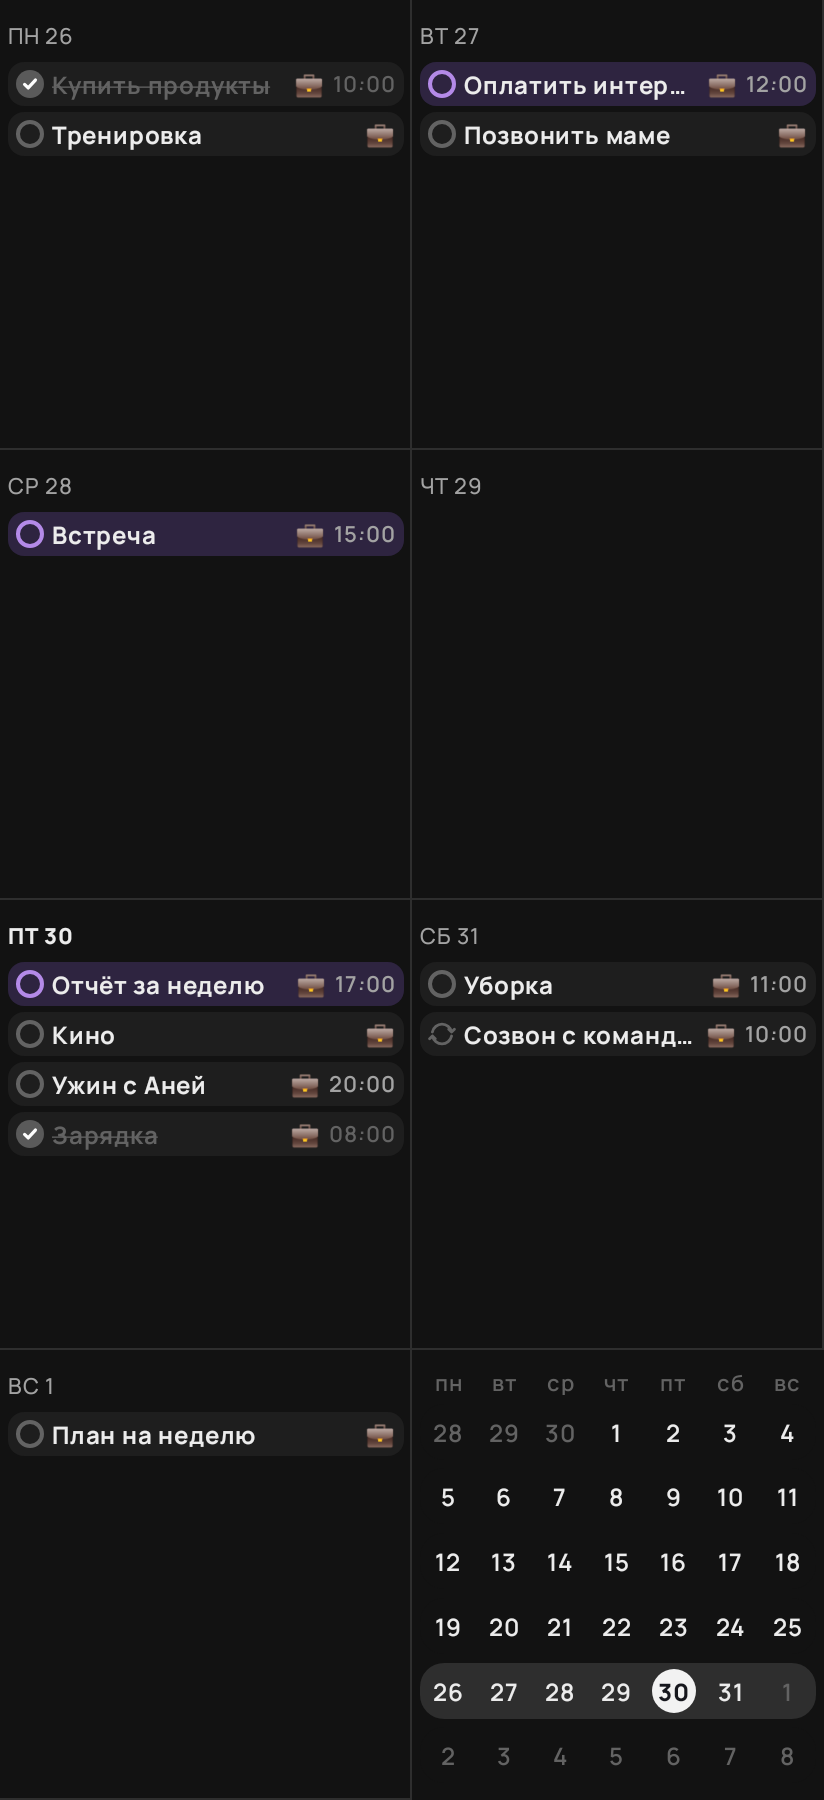 ПН 26
Купить продукты 10:00
Тренировка
ВТ 27
Оплатить интер... 12:00
Позвонить маме
СР 28
Встреча 15:00
ЧТ 29
ПТ 30
Отчёт за неделю 17:00
Кино
Ужин с Аней 20:00
Зарядка 08:00
СБ 31
Уборка 11:00
Созвон с команд... 10:00
ВС 1
План на неделю
пн вт ср чт пт сб вс
28 29 30 1 2 3 4
5 6 7 8 9 10 11
12 13 14 15 16 17 18
19 20 21 22 23 24 25
26 27 28 29 30 31 1
2 3 4 5 6 7 8